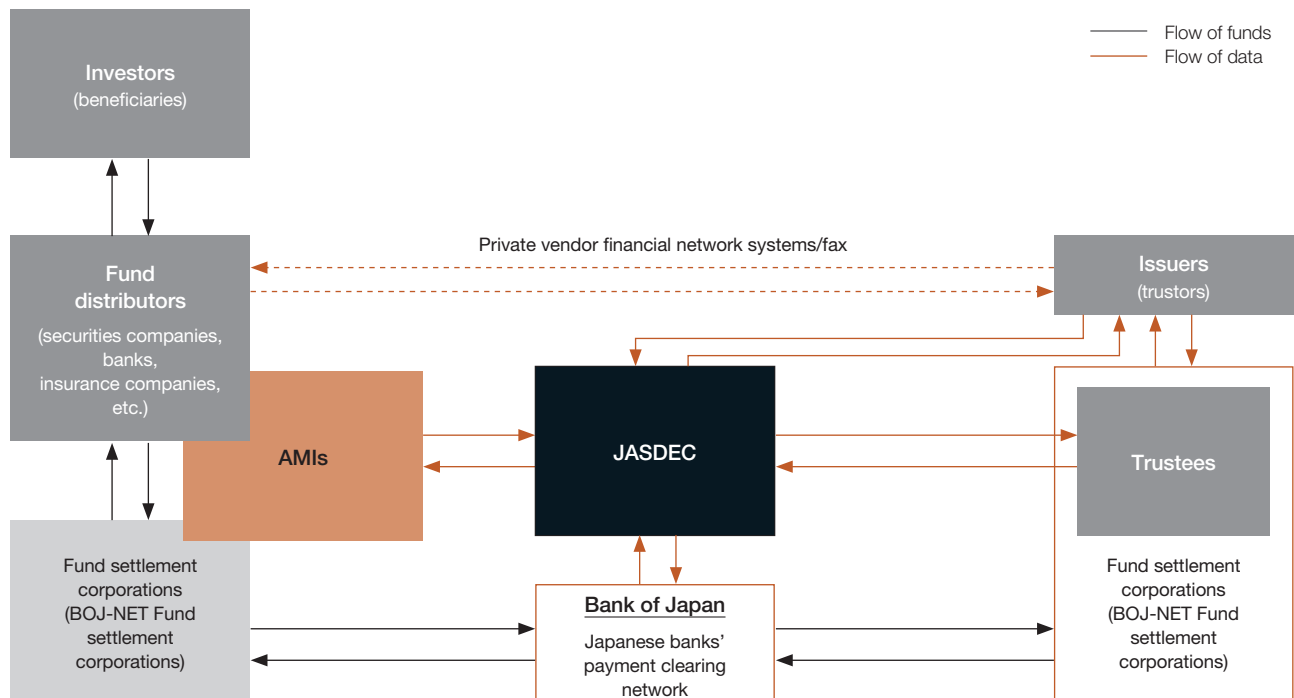 Flow of funds
Flow of data
Investors
(beneficiaries)
Private vendor financial network systems/fax
Fund
distributors
(securities companies,
banks,
insurance companies,
etc.)
Issuers
(trustors)
AMIs
JASDEC
Trustees
Fund settlement
corporations
(BOJ-NET Fund
settlement
corporations)
Bank of Japan
Japanese banks’
payment clearing
network
Fund settlement
corporations
(BOJ-NET Fund
settlement
corporations)